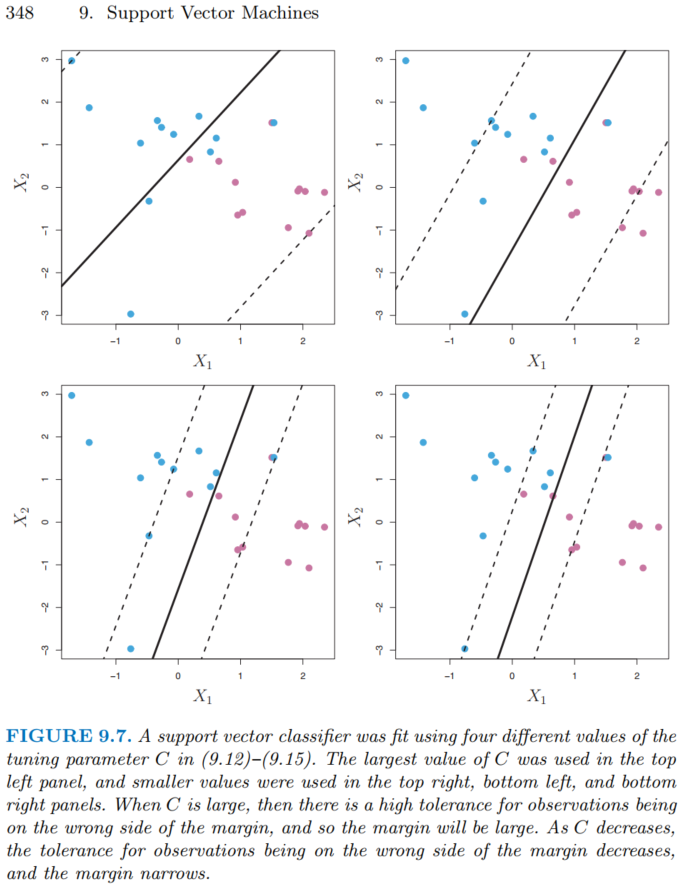 348 9. Support Vector Machines
3
2
1
0
-1
-2
-3
X2
-1 0 1 2
X1
3
2
1
0
-1
-2
-3
X2
-1 0 1 2
X1
3
2
1
0
-1
-2
-3
X2
-1 0 1 2
X1
3
2
1
0
-1
-2
-3
X2
-1 0 1 2
X1
FIGURE 9.7. A support vector classifier was fit using four different values of the
tuning parameter C in (9.12)–(9.15). The largest value of C was used in the top
left panel, and smaller values were used in the top right, bottom left, and bottom
right panels. When C is large, then there is a high tolerance for observations being
on the wrong side of the margin, and so the margin will be large. As C decreases,
the tolerance for observations being on the wrong side of the margin decreases,
and the margin narrows.